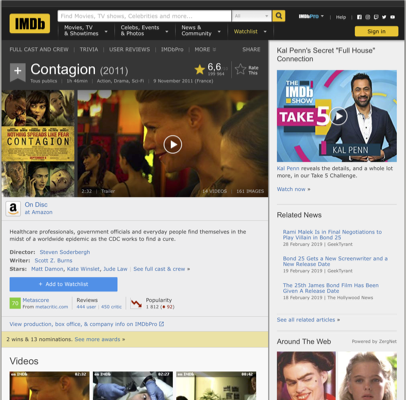 IMDb
Find Movies, TV shows, Celebrities and more...
All
Movies, TV
& Showtimes
Celebs, Events
& Photos
News &
Community
Watchlist
IMDbPro
Help
Sign in
FULL CAST AND CREW | TRIVIA | USER REVIEWS | IMDbPro | MORE
SHARE
Contagion (2011)
Tous publics | 1h 46min | Action, Drama, Sci-Fi | 9 November 2011 (France)
6,6
Rate
This
CONTAGION
NOTHING SPREADS LIKE FEAR
2:32 | Trailer
14 VIDEOS
161 IMAGES
a
On Disc
at Amazon
Healthcare professionals, government officials and everyday people find themselves in the
midst of a worldwide epidemic as the CDC works to find a cure.
Director: Steven Soderbergh
Writer: Scott Z. Burns
Stars: Matt Damon, Kate Winslet, Jude Law | See full cast & crew »
+ Add to Watchlist
70
Metascore
From metacritic.com
Reviews
444 user | 450 critic
Popularity
1 812 (92)
View production, box office, & company info on IMDbPro
2 wins & 13 nominations. See more awards »
Videos
Kal Penn's Secret "Full House"
Connection
THE
IMDb
SHOW
TAKE 5
KAL PENN
Kal Penn reveals the details, and a whole lot
more, in our Take 5 Challenge.
Watch now »
Related News
Rami Malek Is in Final Negotiations
to Play Villain in Bond 25
28 February 2019 | GeekTyrant
Bond 25 Gets a New Screenwriter and a
New Release Date
19 February 2019 | GeekTyrant
The 25th James Bond Film Has Been
Given A Release Date
18 February 2019 | The Hollywood News
See all related articles »
Around The Web
Powered by ZergNet